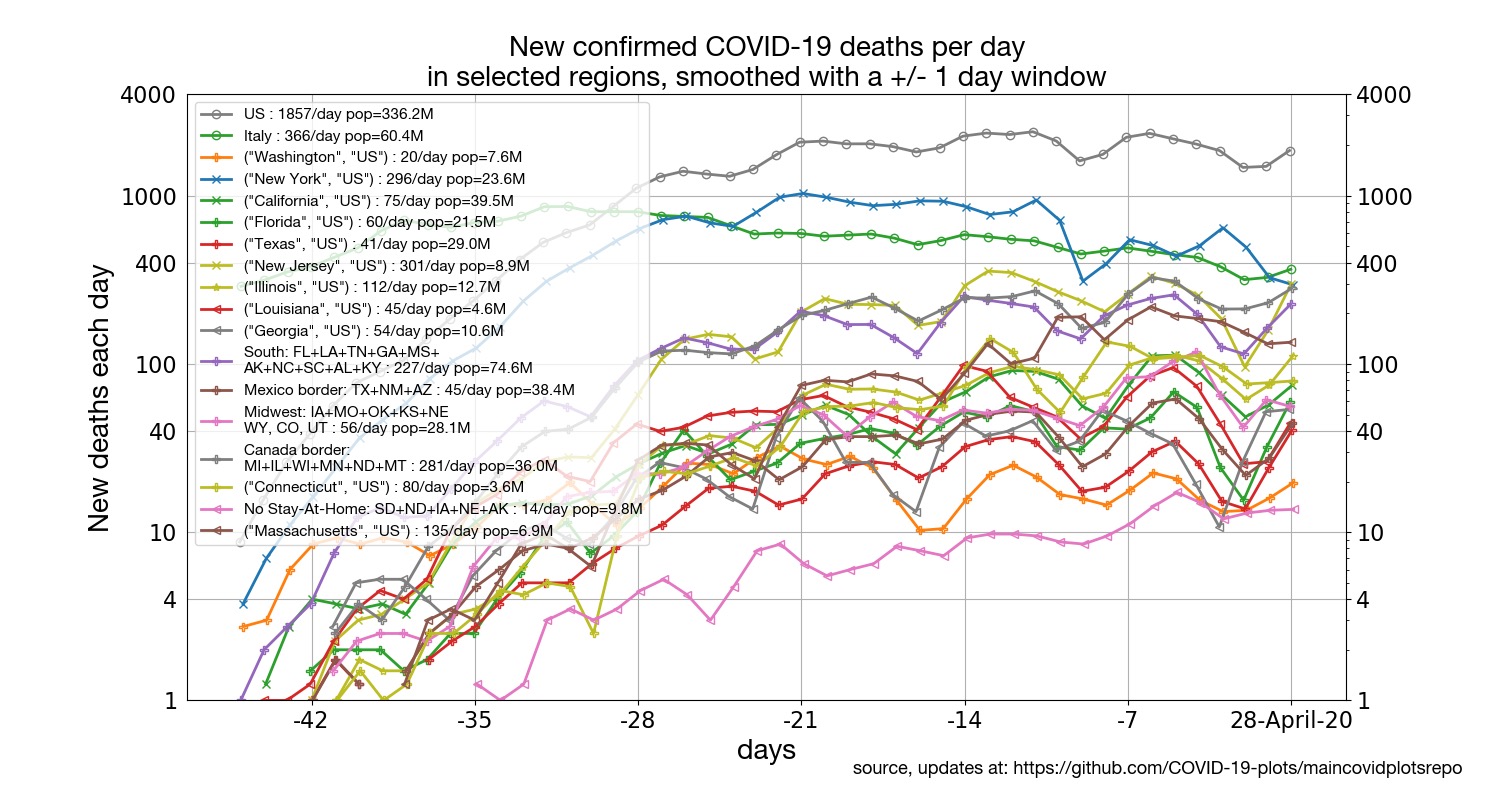 New confirmed COVID-19 deaths per day
in selected regions, smoothed with a +/- 1 day window
4000
1000
400
100
40
10
4
1
New deaths each day
US : 1857/day pop=336.2M
Italy : 366/day pop=60.4M
("Washington", "US") : 20/day pop=7.6M
("New York", "US") : 296/day pop=23.6M
("California", "US") : 75/day pop=39.5M
("Florida", "US") : 60/day pop=21.5M
("Texas", "US") : 41/day pop=29.0M
("New Jersey", "US") : 301/day pop=8.9M
("Illinois", "US") : 112/day pop=12.7M
("Louisiana", "US") : 45/day pop=4.6M
("Georgia", "US") : 54/day pop=10.6M
South: FL+LA+TN+GA+MS+
AK+NC+SC+AL+KY : 227/day pop=74.6M
Mexico border: TX+NM+AZ : 45/day pop=38.4M
Midwest: IA+MO+OK+KS+NE
WY, CO, UT : 56/day pop=28.1M
Canada border:
MI+IL+WI+MN+ND+MT : 281/day pop=36.0M
("Connecticut", "US") : 80/day pop=3.6M
No Stay-At-Home: SD+ND+IA+NE+AK : 14/day pop=9.8M
("Massachusetts", "US") : 135/day pop=6.9M
4000
1000
400
100
40
10
4
1
-42
-35
-28
-21
-14
-7
28-April-20
days
source, updates at: https://github.com/COVID-19-plots/maincovidplotsrepo